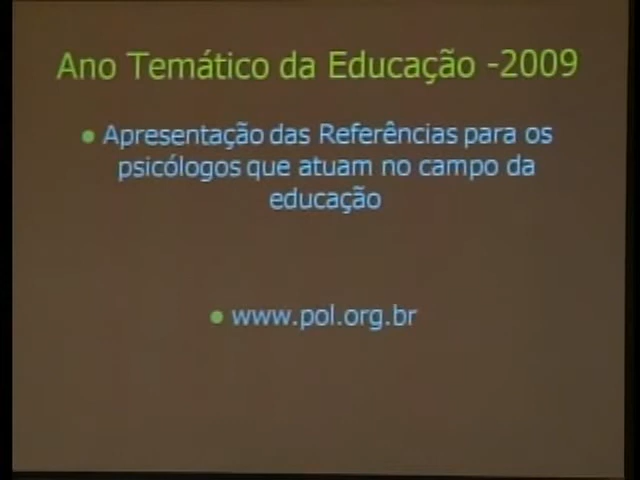 Ano Temático da Educação -2009
• Apresentação das Referências para os
psicólogos que atuam no campo da
educação
• www.pol.org.br